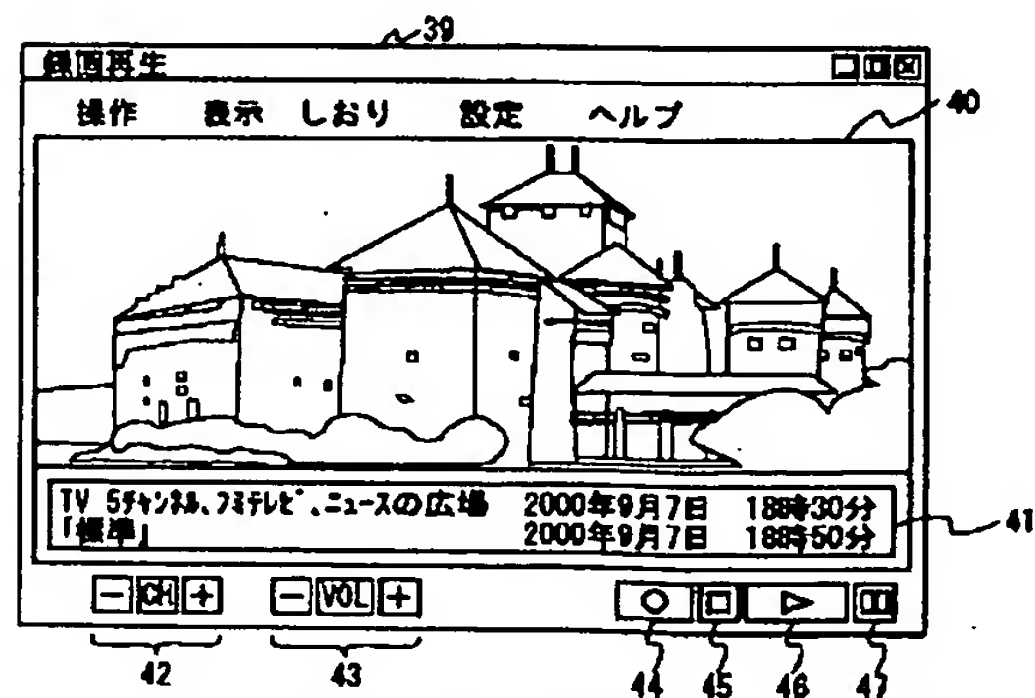 39
録画再生
操作 表示 しおり 設定 ヘルプ
40
TV 5チャンネル、フミテレビ、ニュースの広場 2000年9月7日 18時30分
「標準」 2000年9月7日 18時50分
41
− CH + − VOL +
42 43 44 45 46 47